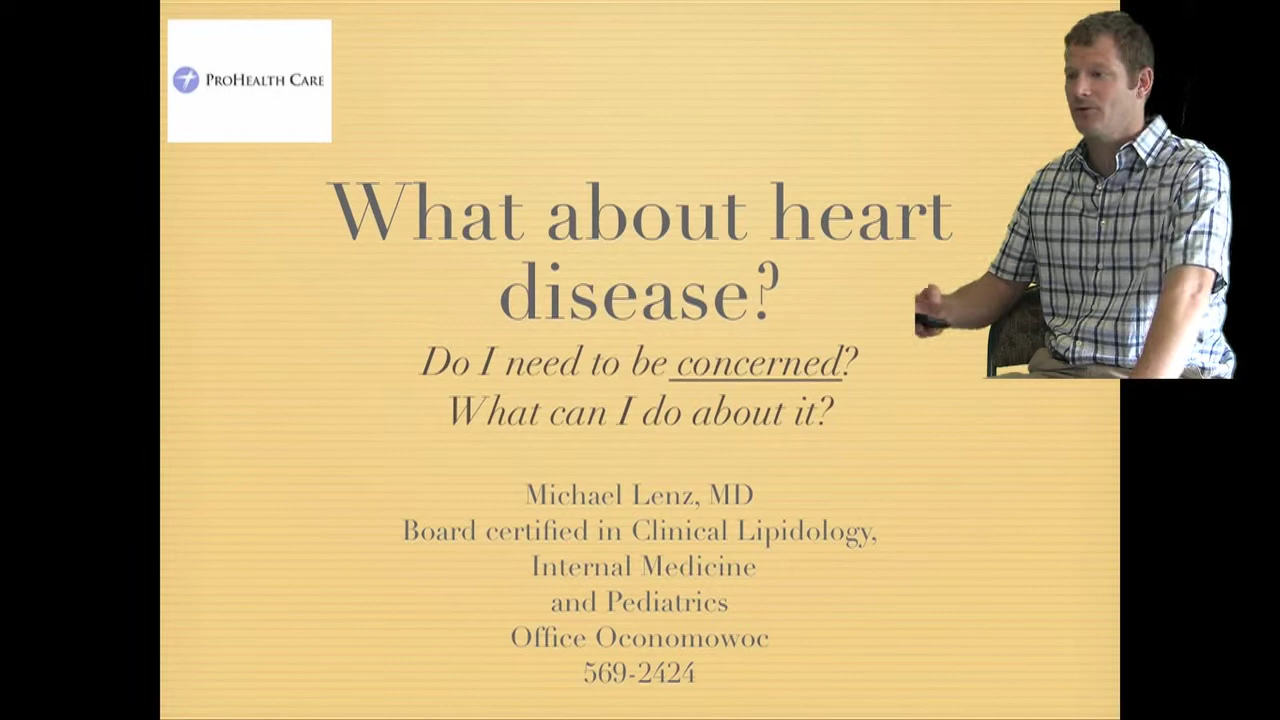 PROHEALTH CARE
What about heart
disease?
Do I need to be concerned?
What can I do about it?
Michael Lenz, MD
Board certified in Clinical Lipidology,
Internal Medicine
and Pediatrics
Office Oconomowoc
569-2424